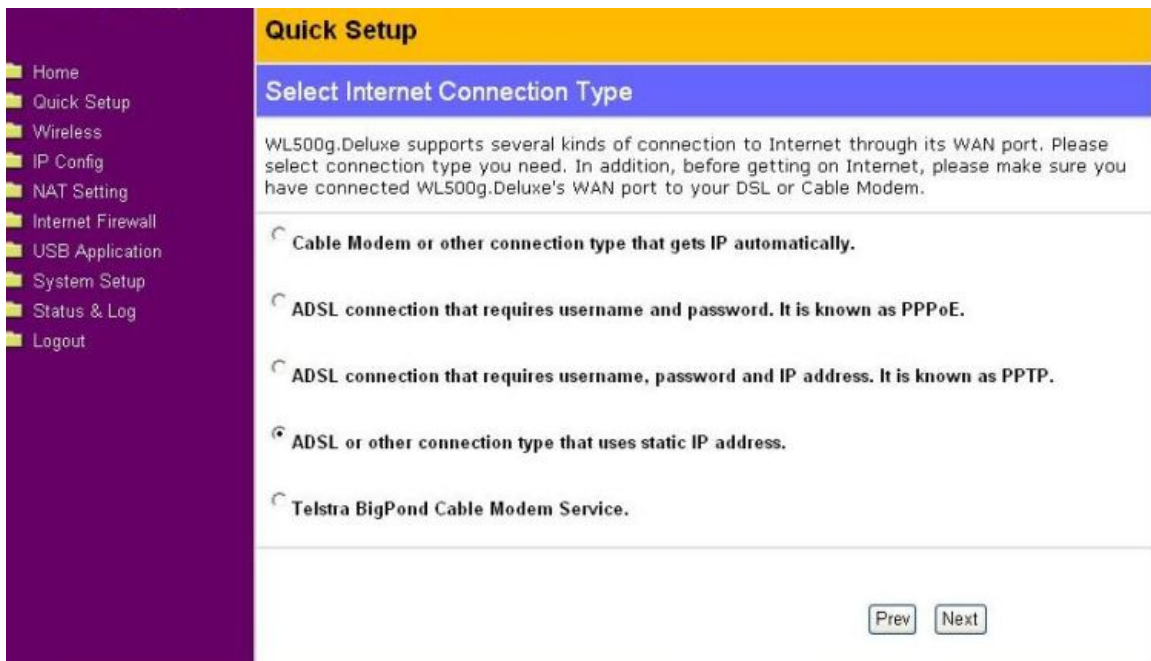 Quick Setup
Home
Quick Setup
Wireless
IP Config
NAT Setting
Internet Firewall
USB Application
System Setup
Status & Log
Logout
Select Internet Connection Type
WL500g.Deluxe supports several kinds of connection to Internet through its WAN port. Please
select connection type you need. In addition, before getting on Internet, please make sure you
have connected WL500g.Deluxe's WAN port to your DSL or Cable Modem.
Cable Modem or other connection type that gets IP automatically.
ADSL connection that requires username and password. It is known as PPPoE.
ADSL connection that requires username, password and IP address. It is known as PPTP.
ADSL or other connection type that uses static IP address.
Telstra BigPond Cable Modem Service.
Prev Next